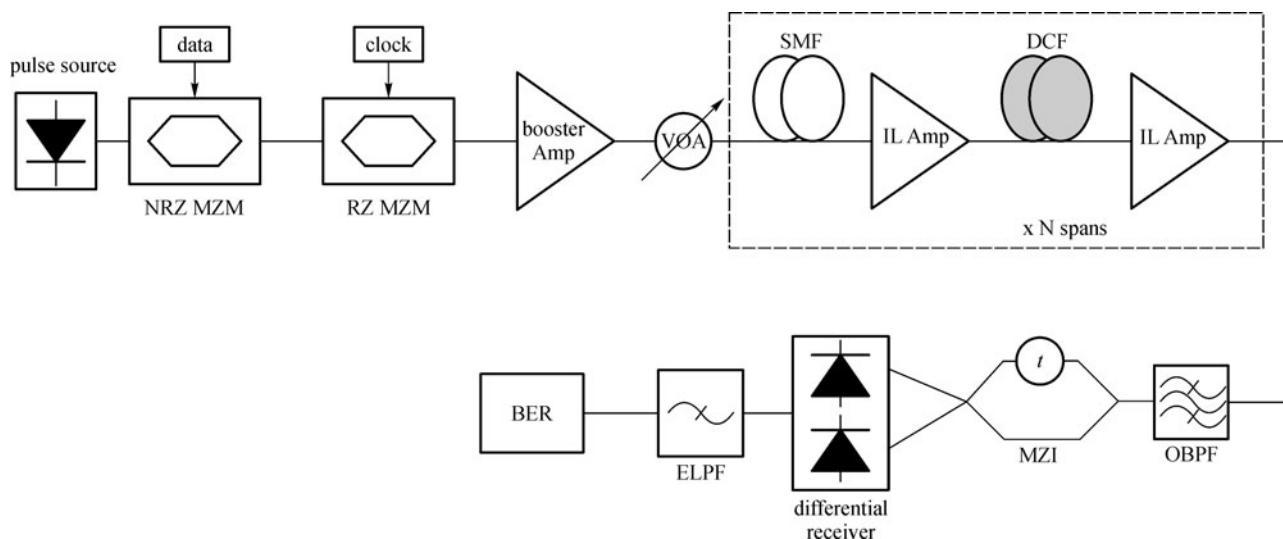 data
clock
pulse source
SMF
DCF
booster
Amp
VOA
IL Amp
IL Amp
NRZ MZM
RZ MZM
x N spans
t
BER
ELPF
MZI
OBPF
differential
receiver